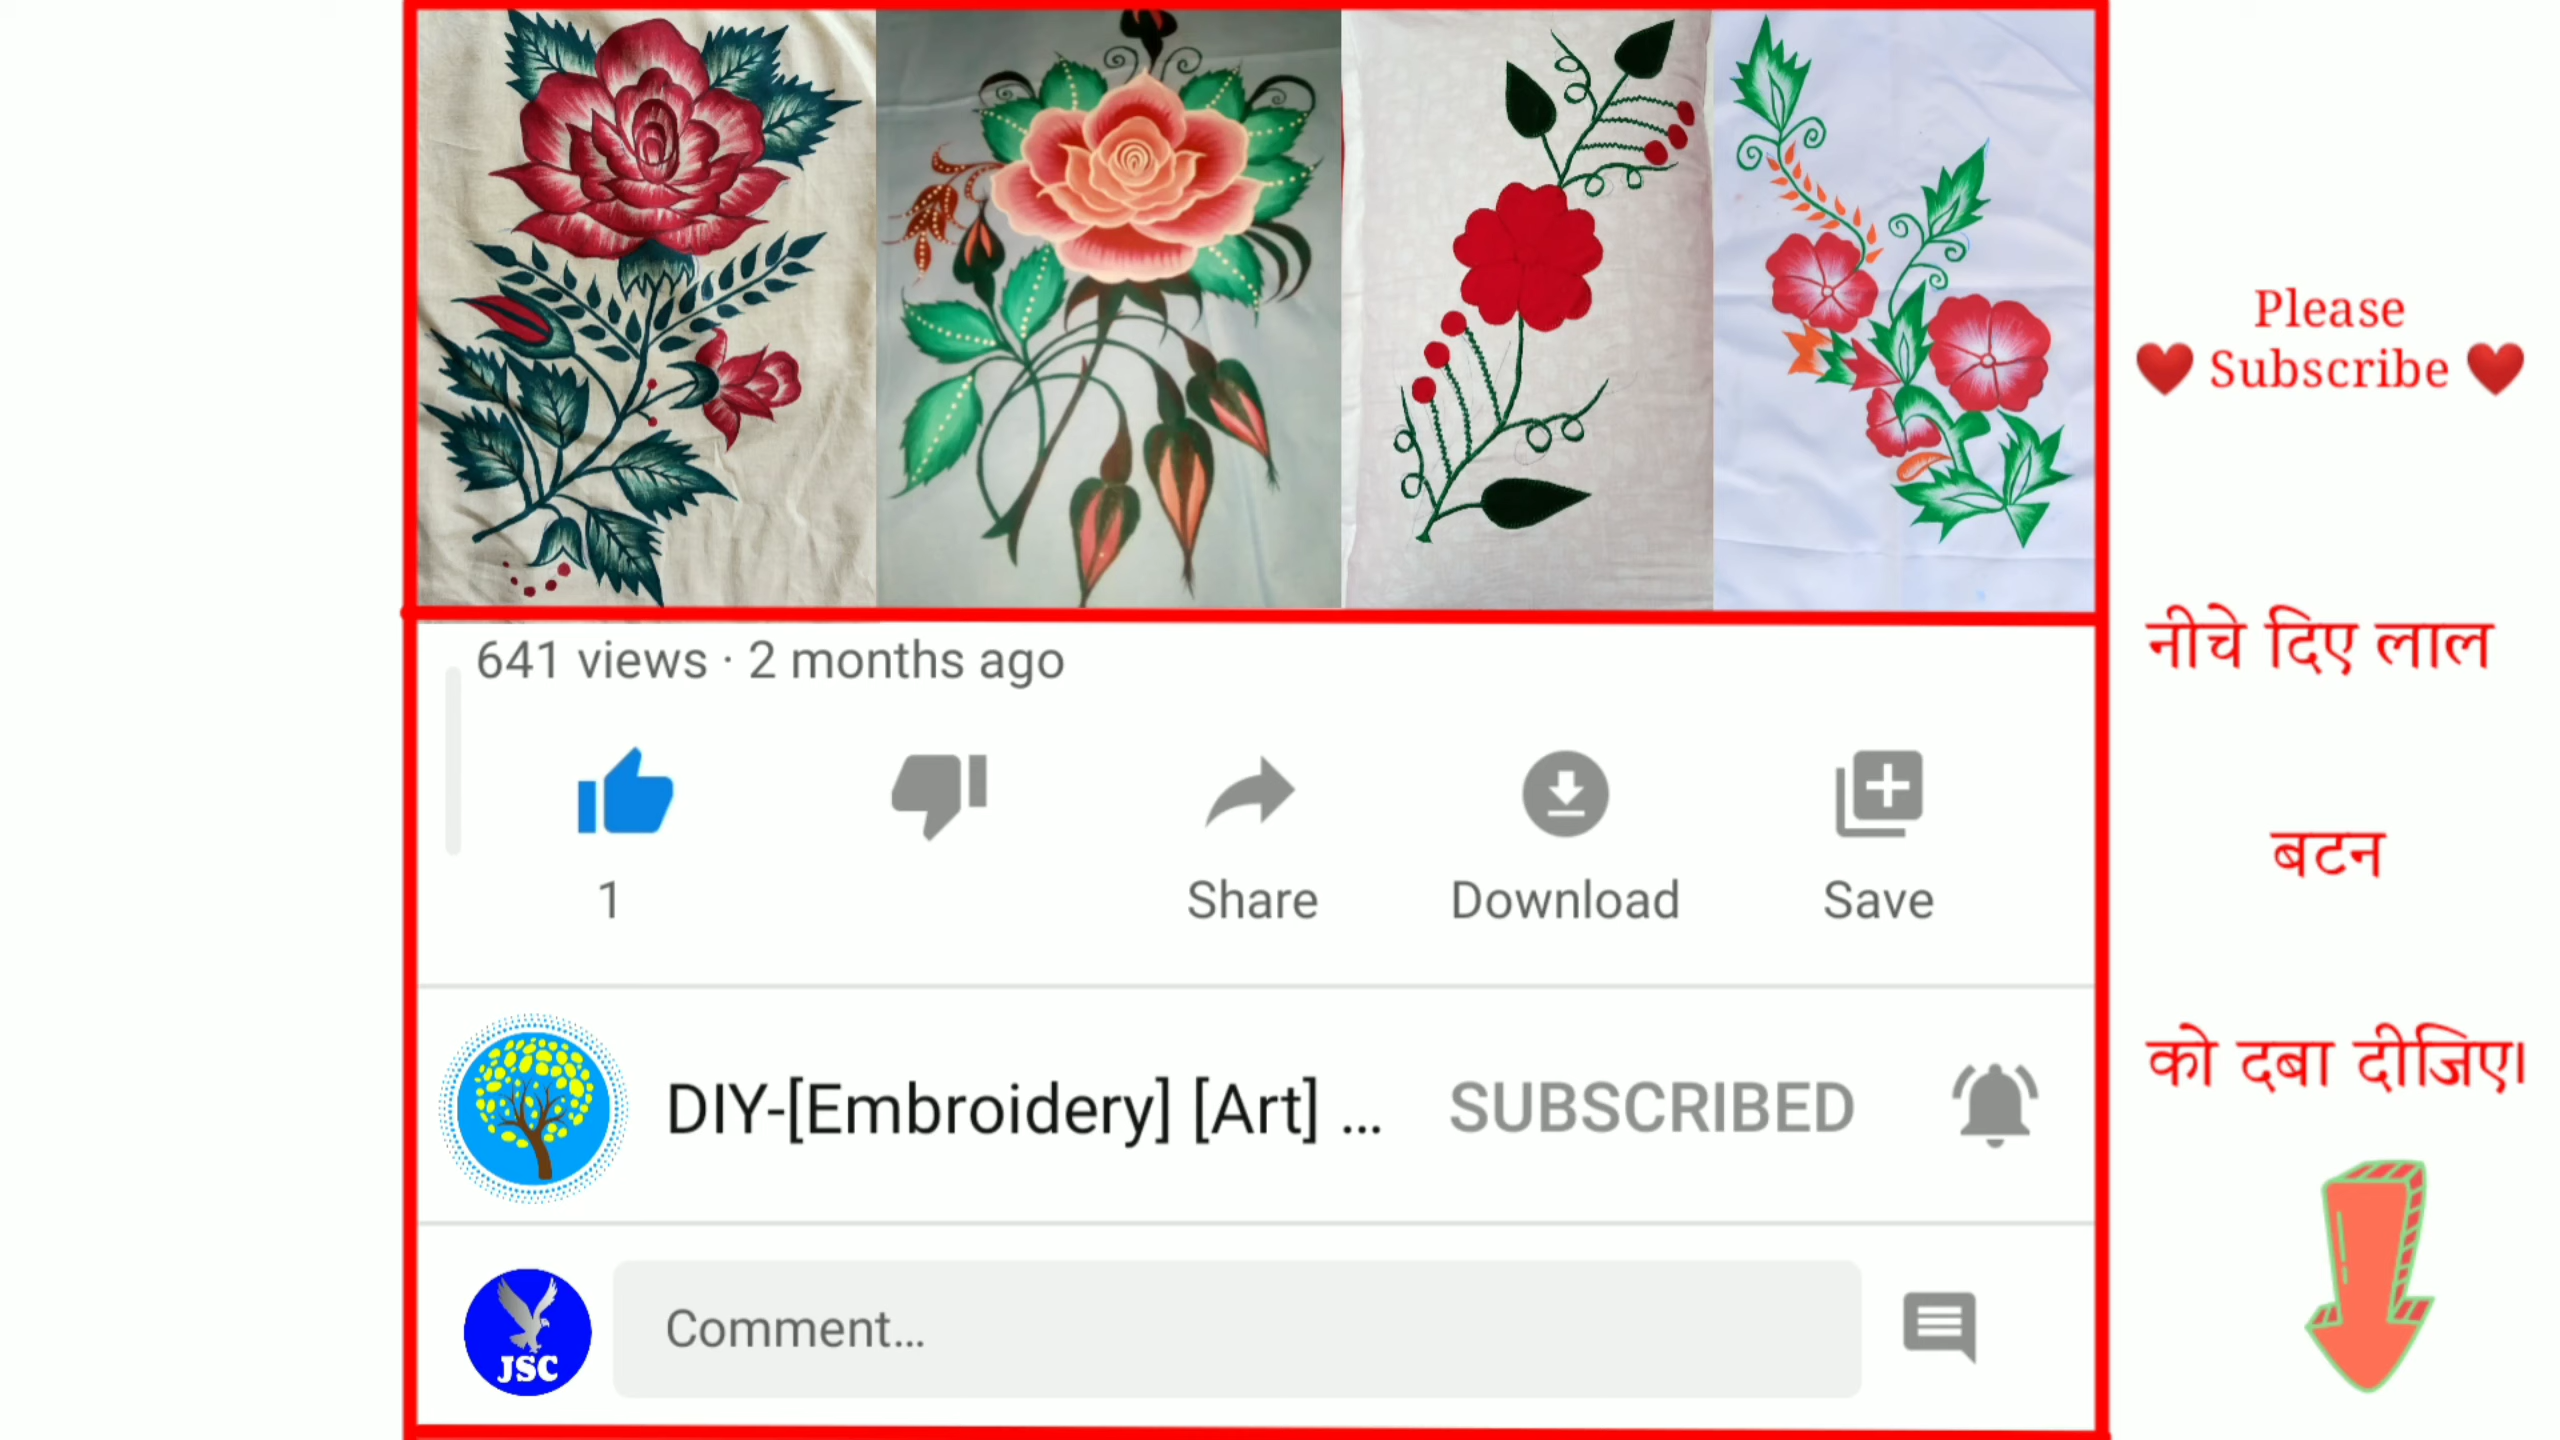 Please
❤️ Subscribe ❤️
नीचे दिए लाल
बटन
को दबा दीजिए।
641 views · 2 months ago
1
Share
Download
Save
DIY-[Embroidery] [Art] ...
SUBSCRIBED
JSC
Comment...